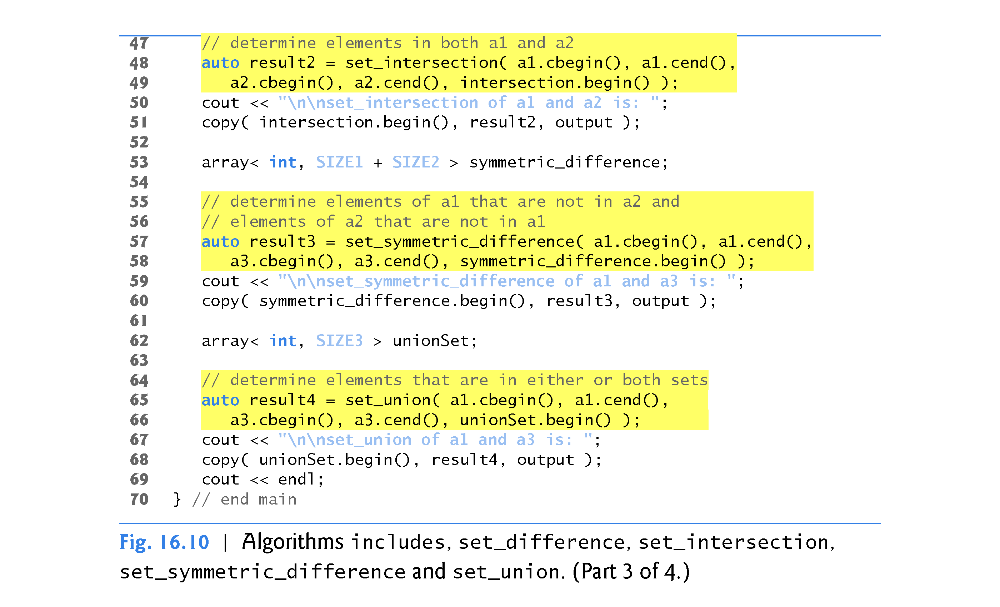 47 // determine elements in both a1 and a2
48 auto result2 = set_intersection( a1.cbegin(), a1.cend(),
49 a2.cbegin(), a2.cend(), intersection.begin() );
50 cout << "\n\nset_intersection of a1 and a2 is: ";
51 copy( intersection.begin(), result2, output );
52
53 array< int, SIZE1 + SIZE2 > symmetric_difference;
54
55 // determine elements of a1 that are not in a2 and
56 // elements of a2 that are not in a1
57 auto result3 = set_symmetric_difference( a1.cbegin(), a1.cend(),
58 a3.cbegin(), a3.cend(), symmetric_difference.begin() );
59 cout << "\n\nset_symmetric_difference of a1 and a3 is: ";
60 copy( symmetric_difference.begin(), result3, output );
61
62 array< int, SIZE3 > unionSet;
63
64 // determine elements that are in either or both sets
65 auto result4 = set_union( a1.cbegin(), a1.cend(),
66 a3.cbegin(), a3.cend(), unionSet.begin() );
67 cout << "\n\nset_union of a1 and a3 is: ";
68 copy( unionSet.begin(), result4, output );
69 cout << endl;
70 } // end main
Fig. 16.10 | Algorithms includes, set_difference, set_intersection,
set_symmetric_difference and set_union. (Part 3 of 4.)